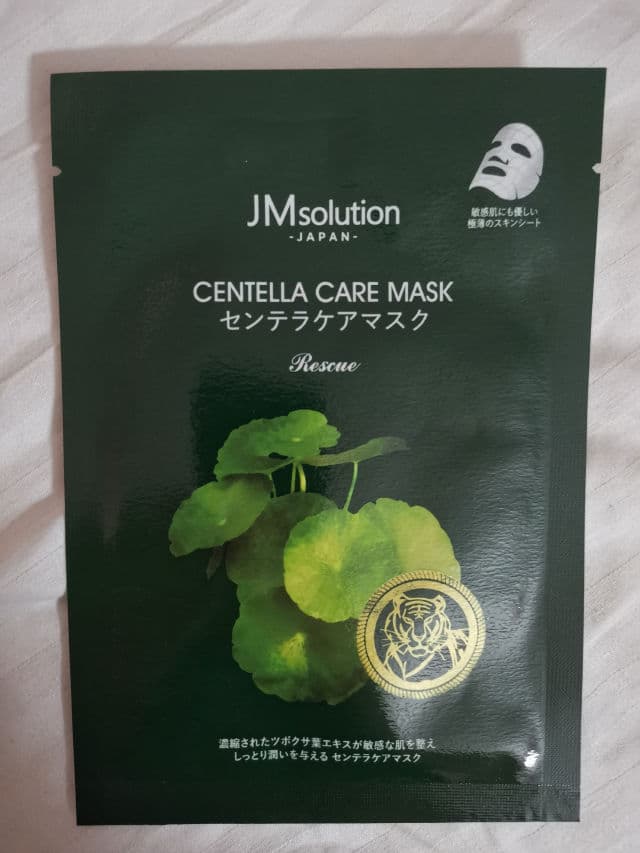 敏感肌にも優しい
極薄のスキンシート
JMsolution
-JAPAN-
CENTELLA CARE MASK
センテラケアマスク
Rescue
濃縮されたツボクサ葉エキスが敏感な肌を整え
しっとり潤いを与える センテラケアマスク